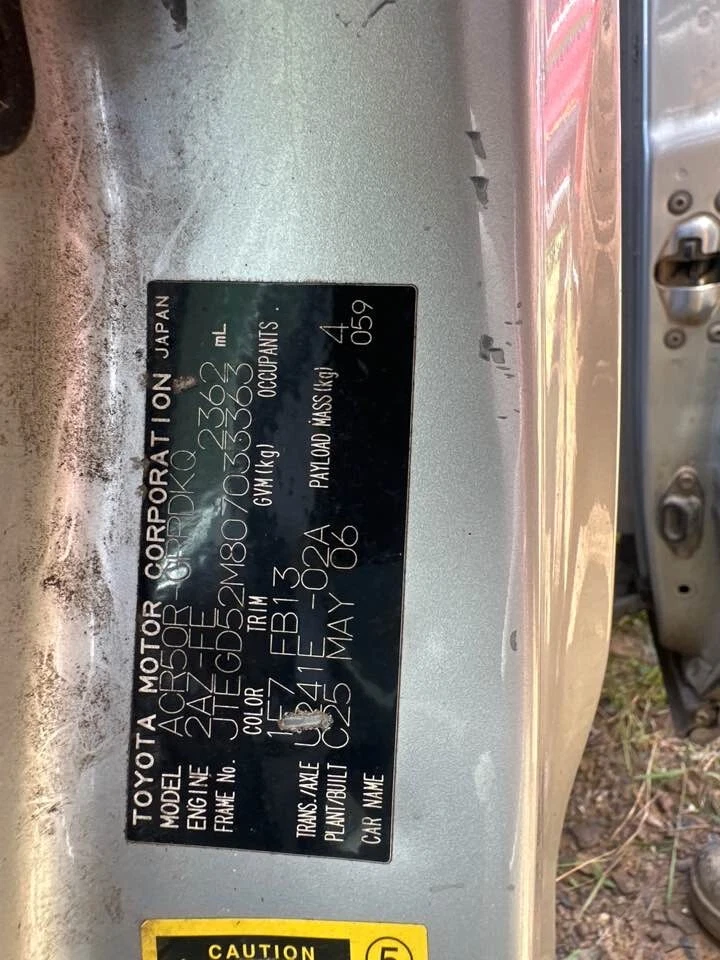 TOYOTA MOTOR CORPORATION JAPAN
MODEL ACR50R-GRPDKQ
ENGINE 2AZ-FE 2362 mL
FRAME No. JTEGD52M807033363
COLOR TRIM GVM(kg) OCCUPANTS
1F7 FB13
TRANS./AXLE U241E -02A PAYLOAD MASS(kg) 4
PLANT/BUILT C25 MAY 06 059
CAR NAME
CAUTION
5